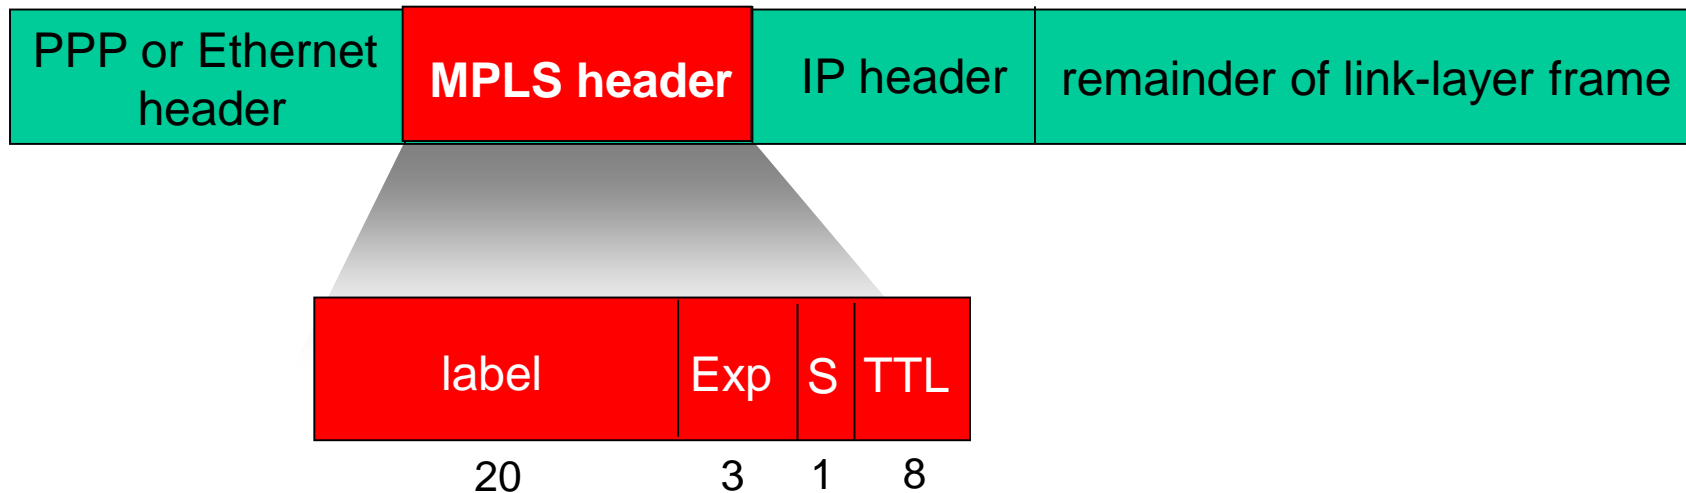 PPP or Ethernet
header
MPLS header
IP header
remainder of link-layer frame
label
Exp
S
TTL
20
3
1
8